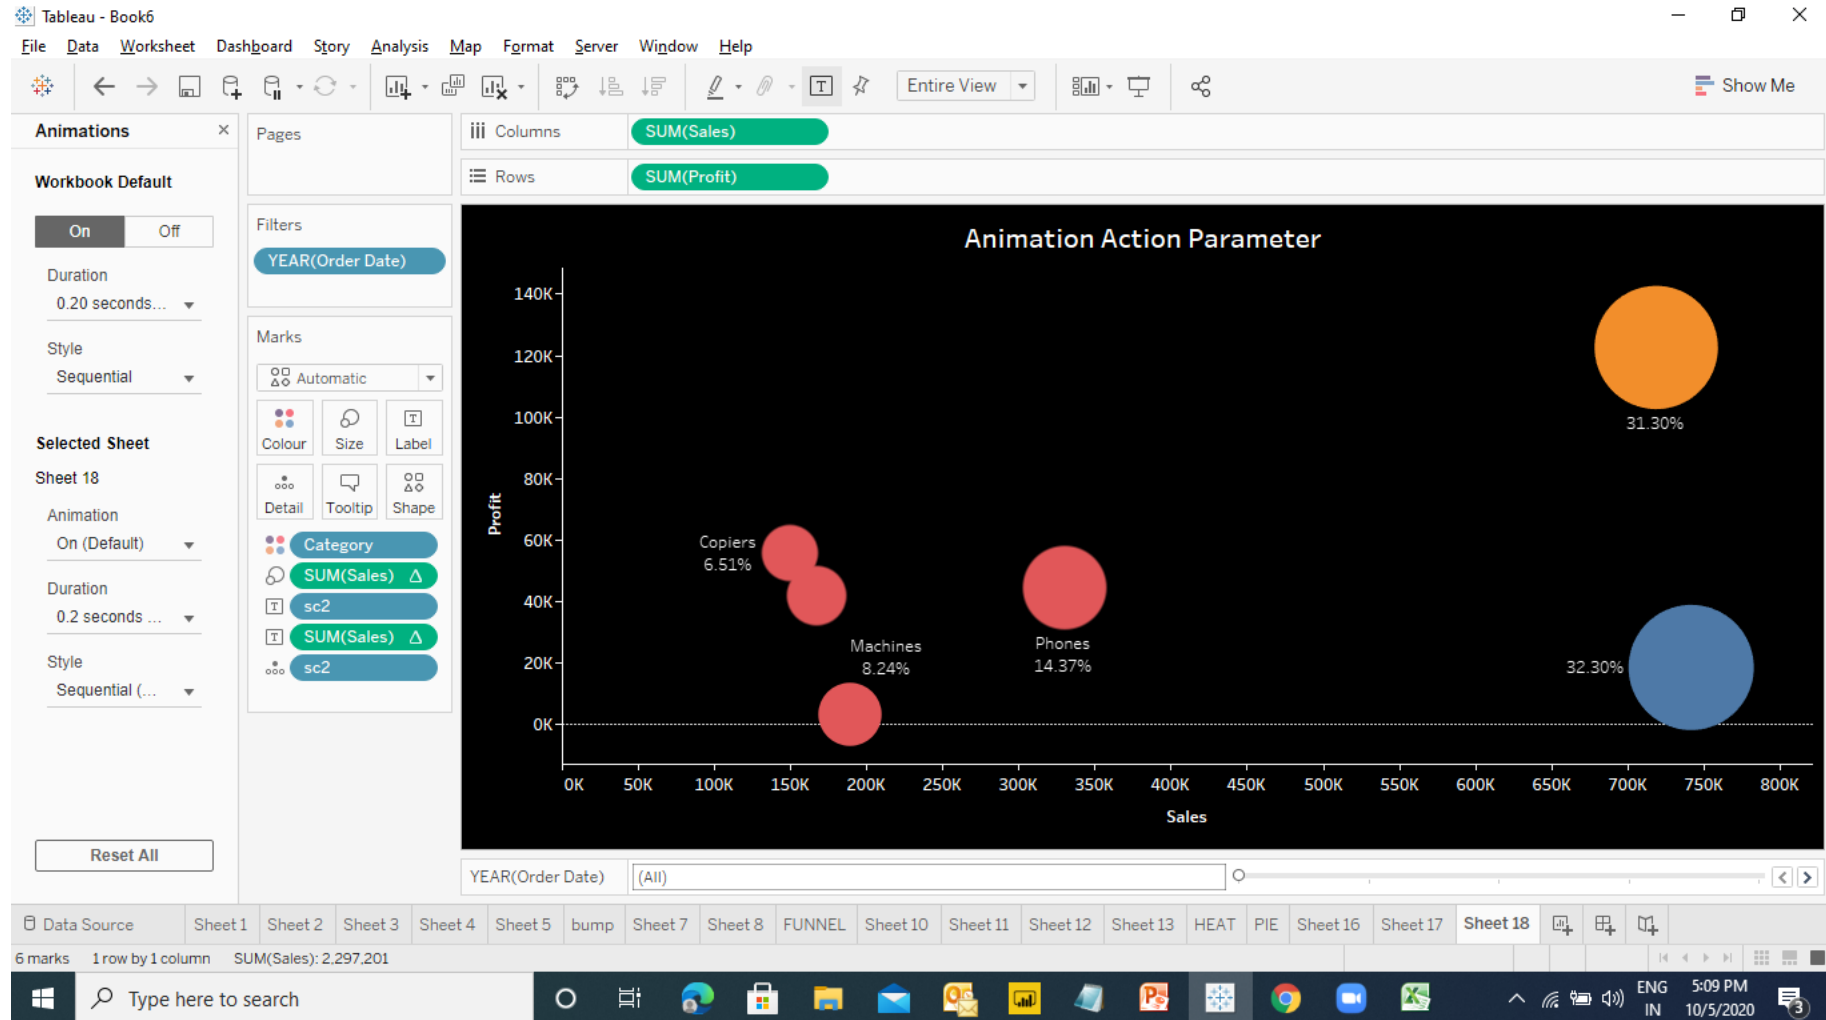 Tableau - Book6
File Data Worksheet Dashboard Story Analysis Map Format Server Window Help
Entire View
Show Me
Animations
Workbook Default
On Off
Duration
0.20 seconds...
Style
Sequential
Selected Sheet
Sheet 18
Animation
On (Default)
Duration
0.2 seconds ...
Style
Sequential (...
Reset All
Pages
Filters
YEAR(Order Date)
Marks
Automatic
Colour Size Label
Detail Tooltip Shape
Category
SUM(Sales) Δ
sc2
SUM(Sales) Δ
sc2
Columns SUM(Sales)
Rows SUM(Profit)
Animation Action Parameter
140K
120K
100K
80K
60K
40K
20K
0K
Profit
31.30%
Copiers
6.51%
Machines
8.24%
Phones
14.37%
32.30%
0K 50K 100K 150K 200K 250K 300K 350K 400K 450K 500K 550K 600K 650K 700K 750K 800K
Sales
YEAR(Order Date) (All)
Data Source Sheet 1 Sheet 2 Sheet 3 Sheet 4 Sheet 5 bump Sheet 7 Sheet 8 FUNNEL Sheet 10 Sheet 11 Sheet 12 Sheet 13 HEAT PIE Sheet 16 Sheet 17 Sheet 18
6 marks 1 row by 1 column SUM(Sales): 2,297,201
Type here to search
ENG
IN
5:09 PM
10/5/2020
3